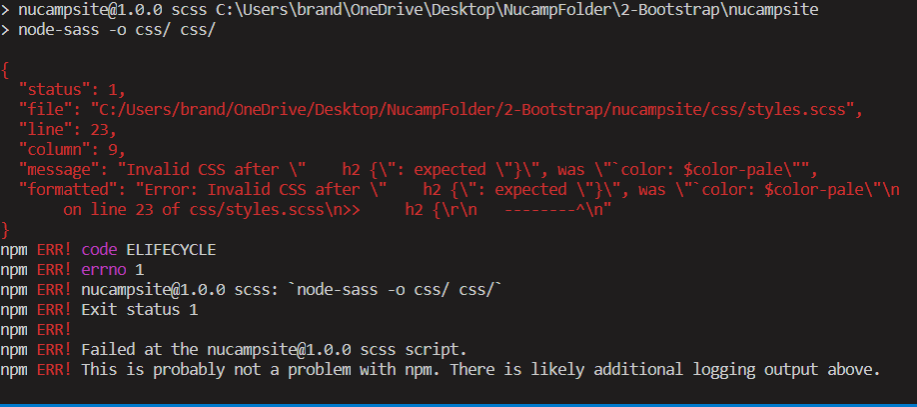 > nucampsite@1.0.0 scss C:\Users\brand\OneDrive\Desktop\NucampFolder\2-Bootstrap\nucampsite
> node-sass -o css/ css/
{
  "status": 1,
  "file": "C:/Users/brand/OneDrive/Desktop/NucampFolder/2-Bootstrap/nucampsite/css/styles.scss",
  "line": 23,
  "column": 9,
  "message": "Invalid CSS after \"    h2 {\": expected \"}\", was \"`color: $color-pale\"",
  "formatted": "Error: Invalid CSS after \"    h2 {\": expected \"}\", was \"`color: $color-pale\"\n
      on line 23 of css/styles.scss\n>>     h2 {\r\n   --------^\n"
}
npm ERR! code ELIFECYCLE
npm ERR! errno 1
npm ERR! nucampsite@1.0.0 scss: `node-sass -o css/ css/`
npm ERR! Exit status 1
npm ERR!
npm ERR! Failed at the nucampsite@1.0.0 scss script.
npm ERR! This is probably not a problem with npm. There is likely additional logging output above.